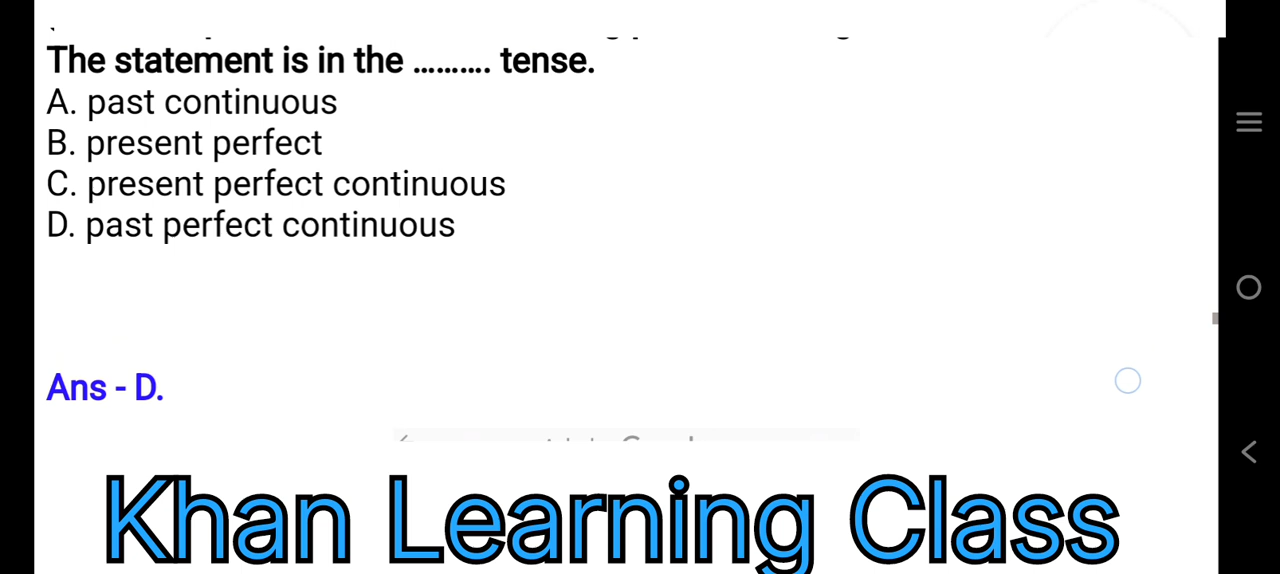 The statement is in the .......... tense.
A. past continuous
B. present perfect
C. present perfect continuous
D. past perfect continuous
Ans - D.
Khan Learning Class